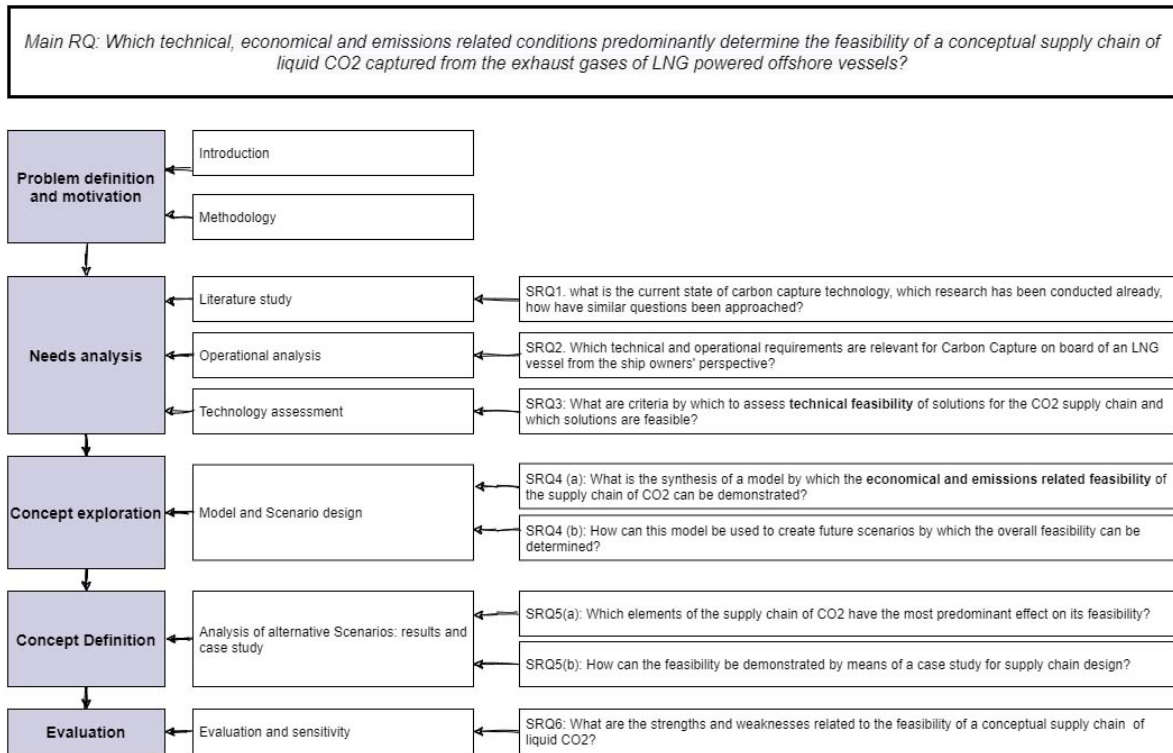 Main RQ: Which technical, economical and emissions related conditions predominantly determine the feasibility of a conceptual supply chain of
liquid CO2 captured from the exhaust gases of LNG powered offshore vessels?
Problem definition
and motivation
Introduction
Methodology
Needs analysis
Literature study
SRQ1. what is the current state of carbon capture technology, which research has been conducted already,
how have similar questions been approached?
Operational analysis
SRQ2. Which technical and operational requirements are relevant for Carbon Capture on board of an LNG
vessel from the ship owners' perspective?
Technology assessment
SRQ3: What are criteria by which to assess technical feasibility of solutions for the CO2 supply chain and
which solutions are feasible?
Concept exploration
Model and Scenario design
SRQ4 (a): What is the synthesis of a model by which the economical and emissions related feasibility of
the supply chain of CO2 can be demonstrated?
SRQ4 (b): How can this model be used to create future scenarios by which the overall feasibility can be
determined?
Concept Definition
Analysis of alternative Scenarios: results and
case study
SRQ5(a): Which elements of the supply chain of CO2 have the most predominant effect on its feasibility?
SRQ5(b): How can the feasibility be demonstrated by means of a case study for supply chain design?
Evaluation
Evaluation and sensitivity
SRQ6: What are the strengths and weaknesses related to the feasibility of a conceptual supply chain of
liquid CO2?